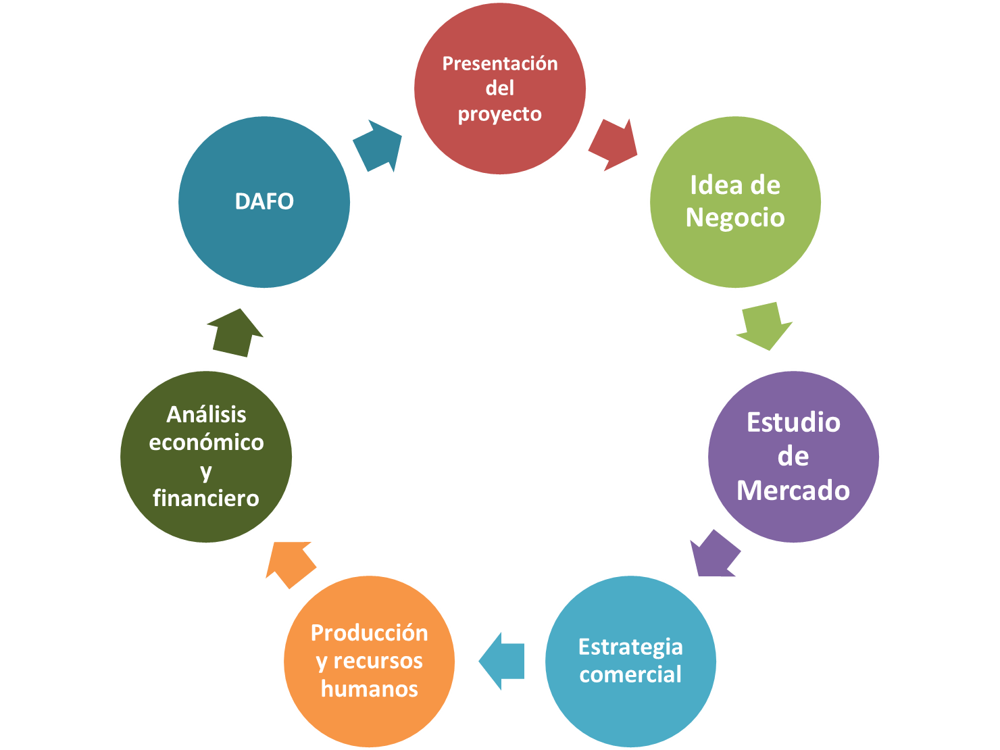 Presentación
del
proyecto
Idea de
Negocio
Estudio
de
Mercado
Estrategia
comercial
Producción
y recursos
humanos
Análisis
económico
y
financiero
DAFO